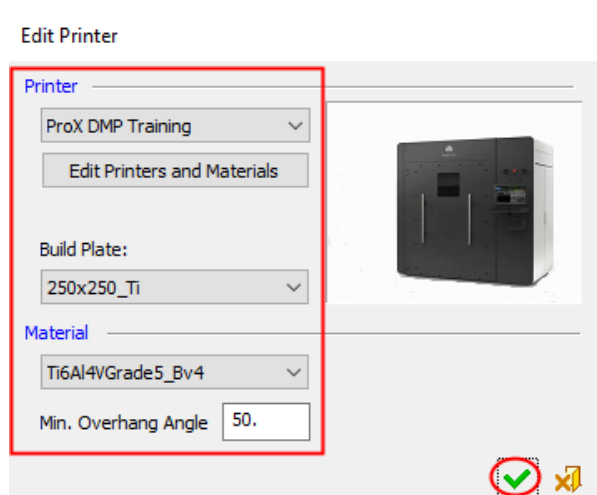 Edit Printer
Printer
ProX DMP Training
Edit Printers and Materials
Build Plate:
250x250_Ti
Material
Ti6Al4VGrade5_Bv4
Min. Overhang Angle 50.